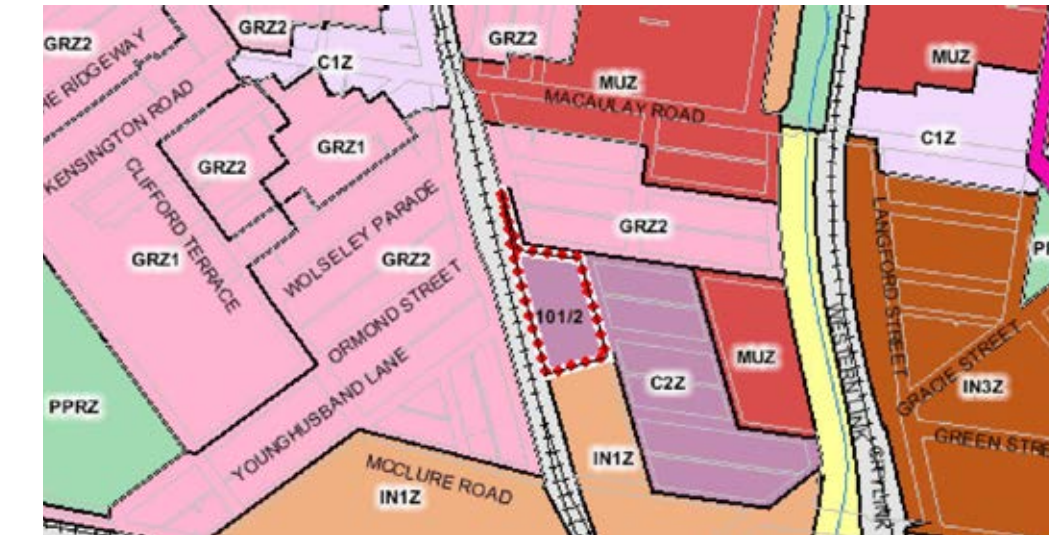 GRZ2
GRZ2
C1Z
GRZ2
MUZ
MUZ
HE RIDGEWAY
KENSINGTON ROAD
MACAULAY ROAD
C1Z
GRZ1
GRZ2
CLIFFORD TERRACE
WOLSELEY PARADE
GRZ2
LANGFORD STREET
GRZ1
GRZ2
ORMOND STREET
101/2
WESTERN LINK
MUZ
C2Z
GRACIE STREET
IN3Z
PPRZ
YOUNGHUSBAND LANE
GREEN STRE
IN1Z
MCCLURE ROAD
IN1Z
CITYLINK